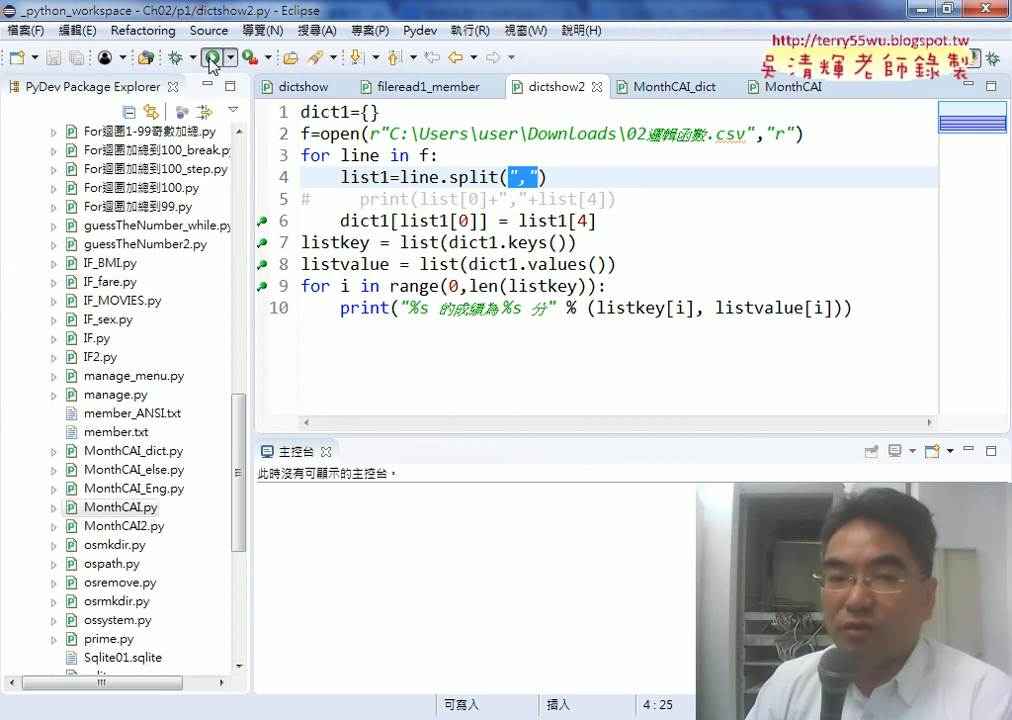 _python_workspace - Ch02/p1/dictshow2.py - Eclipse
檔案(F) 編輯(E) Refactoring Source 導覽(N) 搜尋(A) 專案(P) Pydev 執行(R) 視窗(W) 說明(H)
http://terry55wu.blogspot.tw
吳清輝老師錄製
PyDev Package Explorer
dictshow fileread1_member dictshow2 MonthCAI_dict MonthCAI
For迴圈1-99奇數加總.py
For迴圈加總到100_break.py
For迴圈加總到100_step.py
For迴圈加總到100.py
For迴圈加總到99.py
guessTheNumber_while.py
guessTheNumber2.py
IF_BMI.py
IF_fare.py
IF_MOVIES.py
IF_sex.py
IF.py
IF2.py
manage_menu.py
manage.py
member_ANSI.txt
member.txt
MonthCAI_dict.py
MonthCAI_else.py
MonthCAI_Eng.py
MonthCAI.py
MonthCAI2.py
osmkdir.py
ospath.py
osremove.py
osrmkdir.py
ossystem.py
prime.py
Sqlite01.sqlite
1 dict1={}
2 f=open(r"C:\Users\user\Downloads\02邏輯函數.csv","r")
3 for line in f:
4 list1=line.split(",")
5 # print(list[0]+","+list[4])
6 dict1[list1[0]] = list1[4]
7 listkey = list(dict1.keys())
8 listvalue = list(dict1.values())
9 for i in range(0,len(listkey)):
10 print("%s 的成績為%s 分" % (listkey[i], listvalue[i]))
主控台
此時沒有可顯示的主控台。
可寫入 插入 4:25